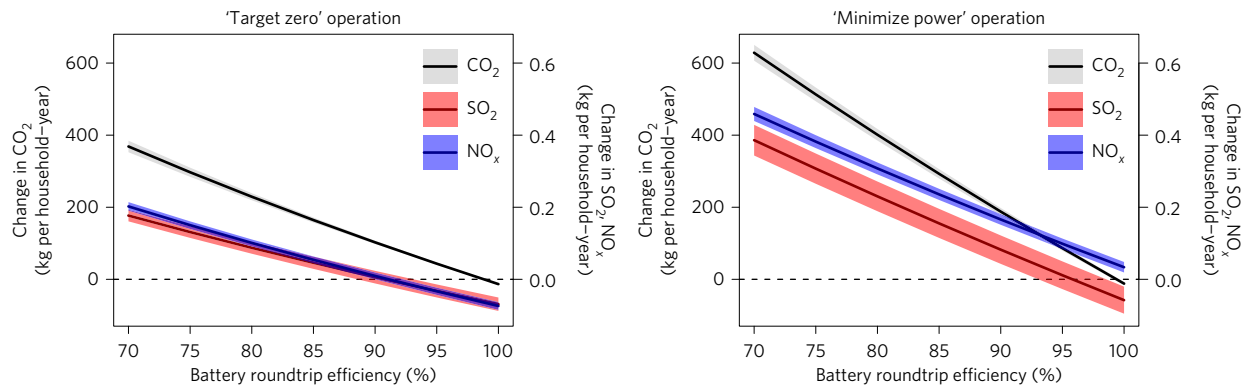 'Target zero' operation
Change in CO₂
(kg per household–year)
600
400
200
0
CO₂
SO₂
NOₓ
0.6
0.4
0.2
0.0
Change in SO₂, NOₓ
(kg per household–year)
70 75 80 85 90 95 100
Battery roundtrip efficiency (%)
'Minimize power' operation
Change in CO₂
(kg per household–year)
600
400
200
0
CO₂
SO₂
NOₓ
0.6
0.4
0.2
0.0
Change in SO₂, NOₓ
(kg per household–year)
70 75 80 85 90 95 100
Battery roundtrip efficiency (%)